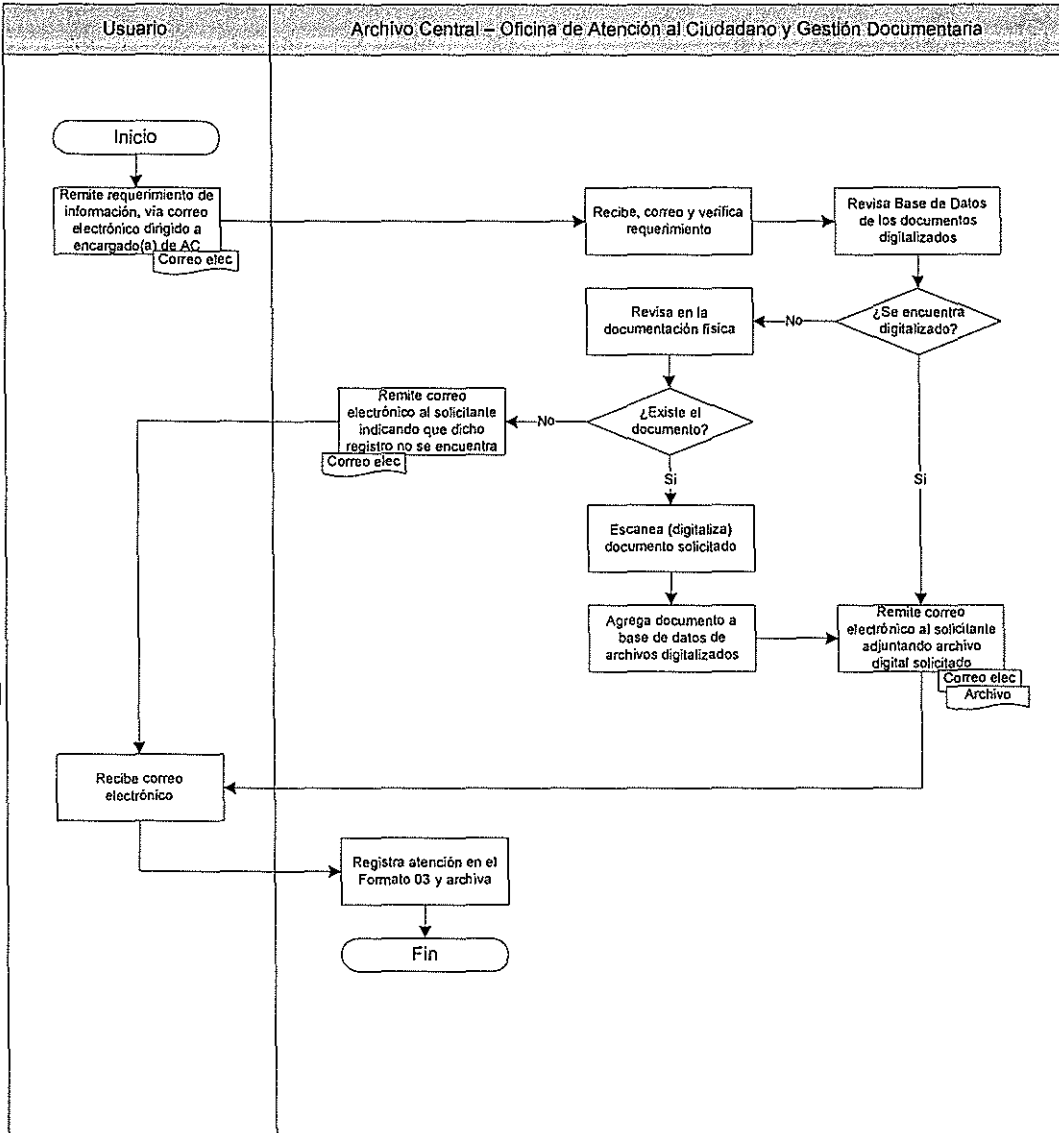 Usuario
Archivo Central – Oficina de Atención al Ciudadano y Gestión Documentaria
Inicio
Remite requerimiento de
información, vía correo
electrónico dirigido a
encargado(a) de AC
Correo elec
Recibe, correo y verifica
requerimiento
Revisa Base de Datos
de los documentos
digitalizados
¿Se encuentra
digitalizado?
No
Si
Revisa en la
documentación física
¿Existe el
documento?
No
Si
Remite correo
electrónico al solicitante
indicando que dicho
registro no se encuentra
Correo elec
Escanea (digitaliza)
documento solicitado
Agrega documento a
base de datos de
archivos digitalizados
Remite correo
electrónico al solicitante
adjuntando archivo
digital solicitado
Correo elec
Archivo
Recibe correo
electrónico
Registra atención en el
Formato 03 y archiva
Fin